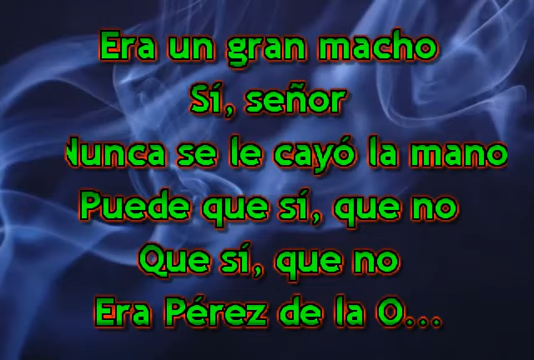 Era un gran macho
Sí, señor
Nunca se le cayó la mano
Puede que sí, que no
Que sí, que no
Era Pérez de la O...